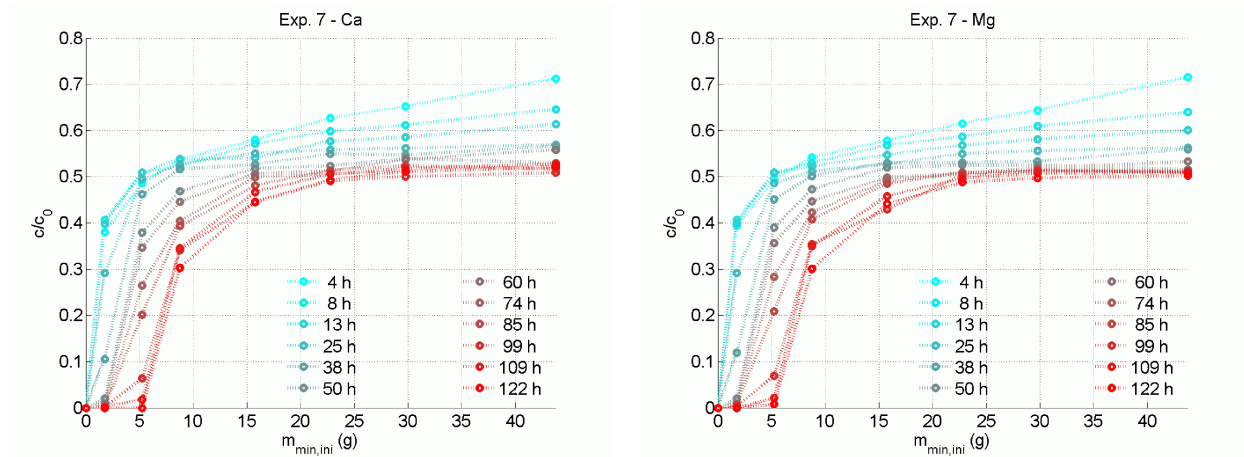 Exp. 7 - Ca
0.8
0.7
0.6
0.5
0.4
0.3
0.2
0.1
0
c/c0
4 h
8 h
13 h
25 h
38 h
50 h
60 h
74 h
85 h
99 h
109 h
122 h
0 5 10 15 20 25 30 35 40
m min,ini (g)
Exp. 7 - Mg
0.8
0.7
0.6
0.5
0.4
0.3
0.2
0.1
0
c/c0
4 h
8 h
13 h
25 h
38 h
50 h
60 h
74 h
85 h
99 h
109 h
122 h
0 5 10 15 20 25 30 35 40
m min,ini (g)